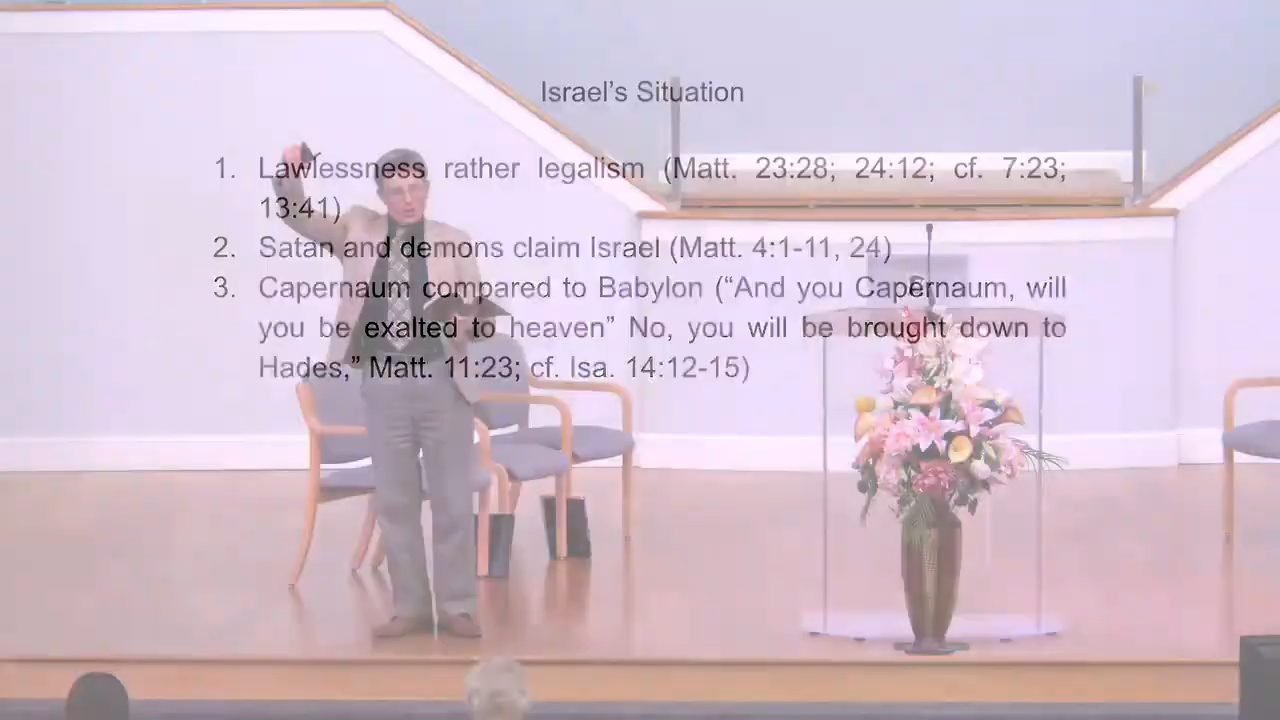 Israel’s Situation
1. Lawlessness rather legalism (Matt. 23:28; 24:12; cf. 7:23;
13:41)
2. Satan and demons claim Israel (Matt. 4:1-11, 24)
3. Capernaum compared to Babylon (“And you Capernaum, will
you be exalted to heaven” No, you will be brought down to
Hades,” Matt. 11:23; cf. Isa. 14:12-15)